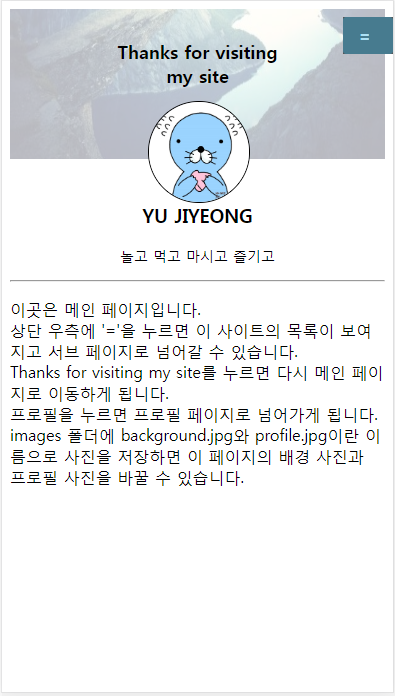 Thanks for visiting
my site
=
YU JIYEONG
놀고 먹고 마시고 즐기고
이곳은 메인 페이지입니다.
상단 우측에 '='을 누르면 이 사이트의 목록이 보여
지고 서브 페이지로 넘어갈 수 있습니다.
Thanks for visiting my site를 누르면 다시 메인 페이
지로 이동하게 됩니다.
프로필을 누르면 프로필 페이지로 넘어가게 됩니다.
images 폴더에 background.jpg와 profile.jpg이란 이
름으로 사진을 저장하면 이 페이지의 배경 사진과
프로필 사진을 바꿀 수 있습니다.